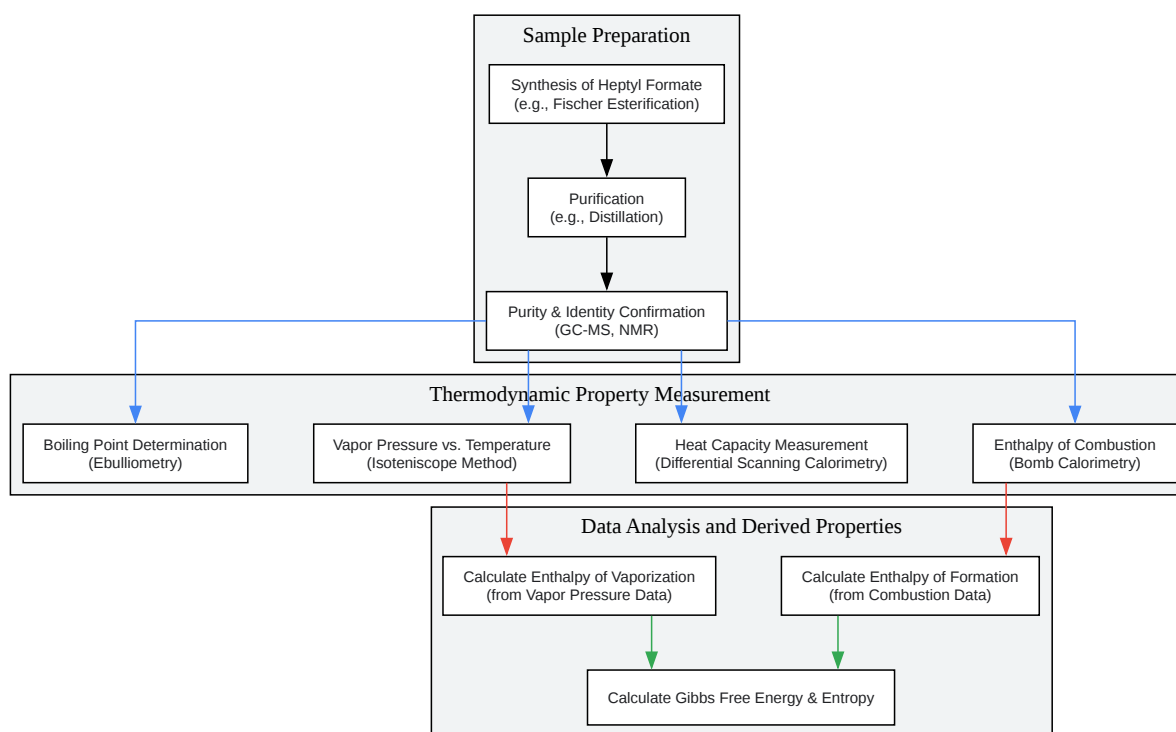 Sample Preparation
Synthesis of Heptyl Formate
(e.g., Fischer Esterification)
Purification
(e.g., Distillation)
Purity & Identity Confirmation
(GC-MS, NMR)
Thermodynamic Property Measurement
Boiling Point Determination
(Ebulliometry)
Vapor Pressure vs. Temperature
(Isoteniscope Method)
Heat Capacity Measurement
(Differential Scanning Calorimetry)
Enthalpy of Combustion
(Bomb Calorimetry)
Data Analysis and Derived Properties
Calculate Enthalpy of Vaporization
(from Vapor Pressure Data)
Calculate Enthalpy of Formation
(from Combustion Data)
Calculate Gibbs Free Energy & Entropy